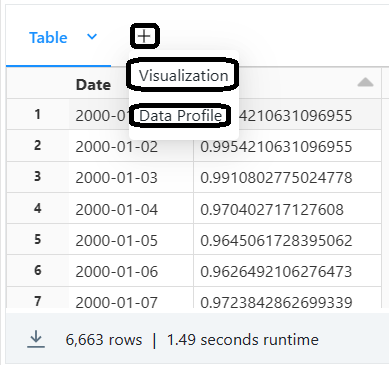 Table +
Visualization
Date
Data Profile
1 2000-01-0 4210631096955
2 2000-01-02 0.9954210631096955
3 2000-01-03 0.9910802775024778
4 2000-01-04 0.970402717127608
5 2000-01-05 0.9645061728395062
6 2000-01-06 0.9626492106276473
7 2000-01-07 0.9723842862699339
6,663 rows | 1.49 seconds runtime